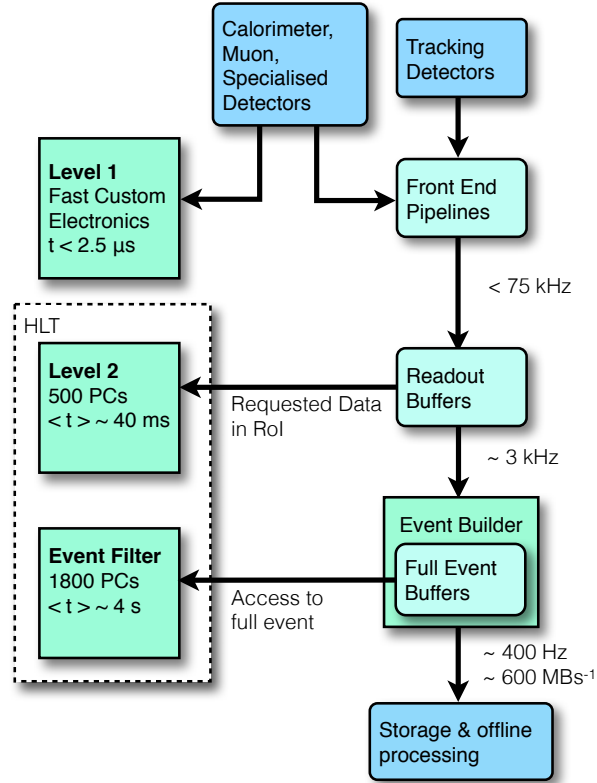 Calorimeter,
Muon,
Specialised
Detectors
Tracking
Detectors
Level 1
Fast Custom
Electronics
t < 2.5 µs
Front End
Pipelines
< 75 kHz
HLT
Level 2
500 PCs
< t > ~ 40 ms
Requested Data
in RoI
Readout
Buffers
~ 3 kHz
Event Builder
Full Event
Buffers
Event Filter
1800 PCs
< t > ~ 4 s
Access to
full event
~ 400 Hz
~ 600 MBs⁻¹
Storage & offline
processing